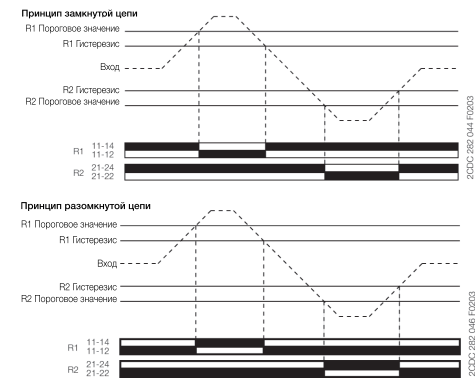 Принцип замкнутой цепи
R1 Пороговое значение
R1 Гистерезис
Вход
R2 Гистерезис
R2 Пороговое значение
R1 11-14
11-12
R2 21-24
21-22
2CDC 282 044 F0203
Принцип разомкнутой цепи
R1 Пороговое значение
R1 Гистерезис
Вход
R2 Гистерезис
R2 Пороговое значение
R1 11-14
11-12
R2 21-24
21-22
2CDC 282 046 F0203